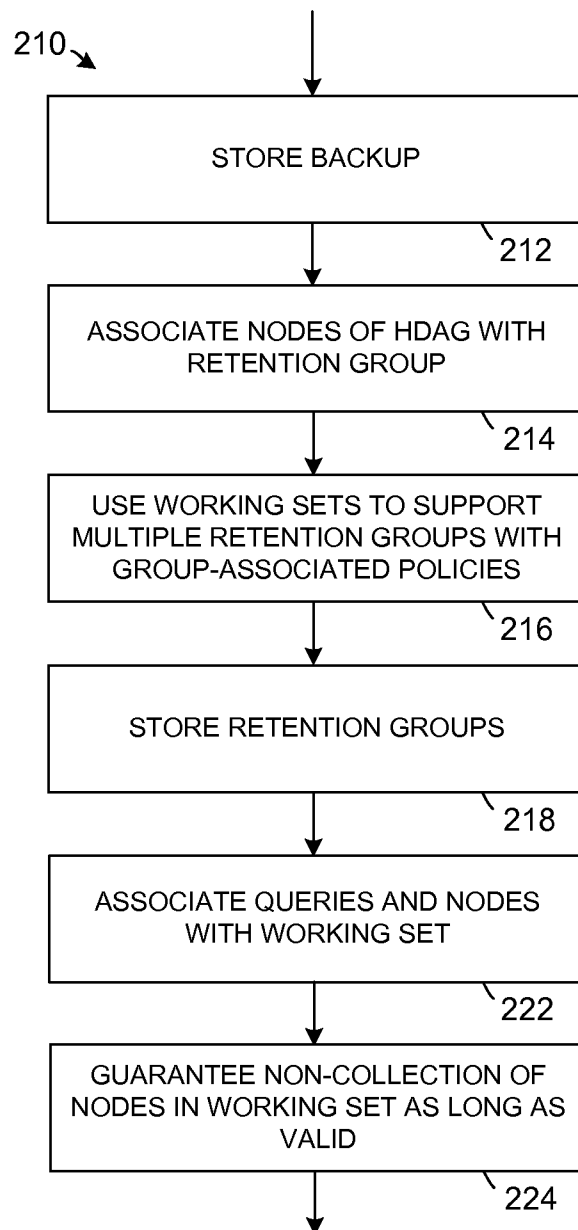 210
STORE BACKUP
212
ASSOCIATE NODES OF HDAG WITH
RETENTION GROUP
214
USE WORKING SETS TO SUPPORT
MULTIPLE RETENTION GROUPS WITH
GROUP-ASSOCIATED POLICIES
216
STORE RETENTION GROUPS
218
ASSOCIATE QUERIES AND NODES
WITH WORKING SET
222
GUARANTEE NON-COLLECTION OF
NODES IN WORKING SET AS LONG AS
VALID
224